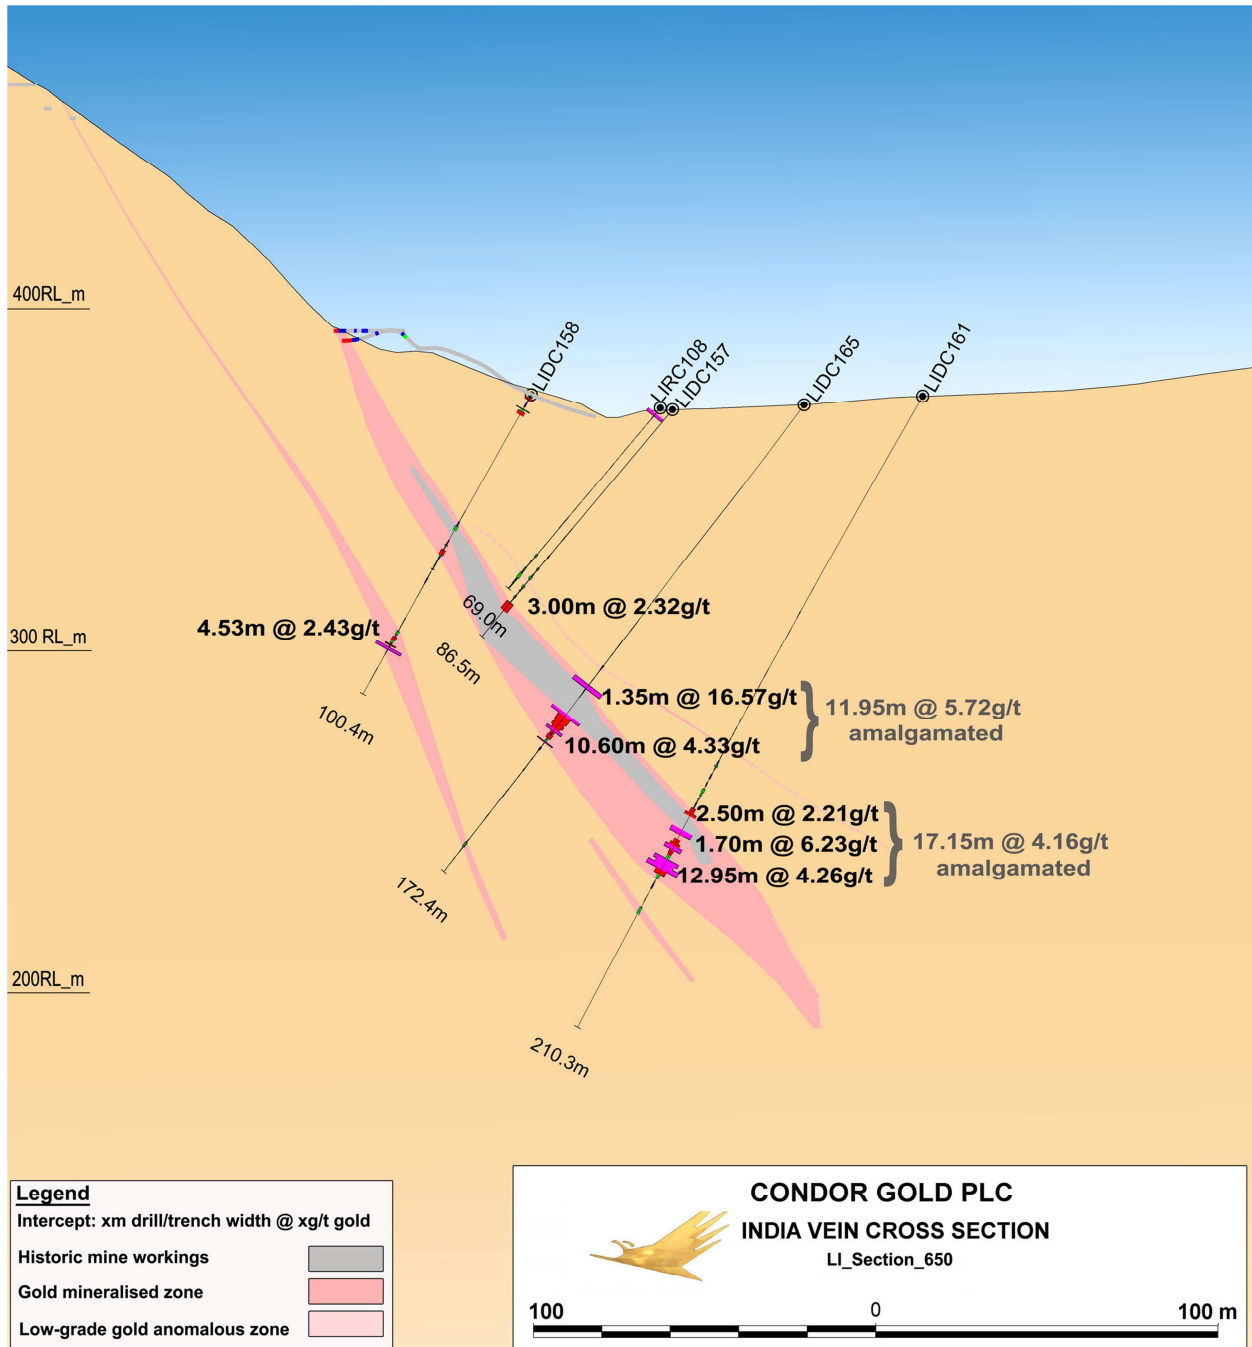 400RL_m
LIDC158
LIRC108
LIDC157
LIDC165
LIDC161
69.0m
3.00m @ 2.32g/t
4.53m @ 2.43g/t
300 RL_m
86.5m
1.35m @ 16.57g/t
11.95m @ 5.72g/t
amalgamated
100.4m
10.60m @ 4.33g/t
2.50m @ 2.21g/t
1.70m @ 6.23g/t
17.15m @ 4.16g/t
amalgamated
12.95m @ 4.26g/t
172.4m
200RL_m
210.3m
Legend
Intercept: xm drill/trench width @ xg/t gold
Historic mine workings
Gold mineralised zone
Low-grade gold anomalous zone
CONDOR GOLD PLC
INDIA VEIN CROSS SECTION
LI_Section_650
100 0 100 m